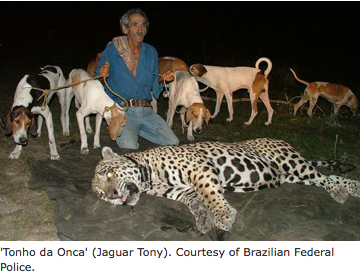 'Tonho da Onca' (Jaguar Tony). Courtesy of Brazilian Federal
Police.